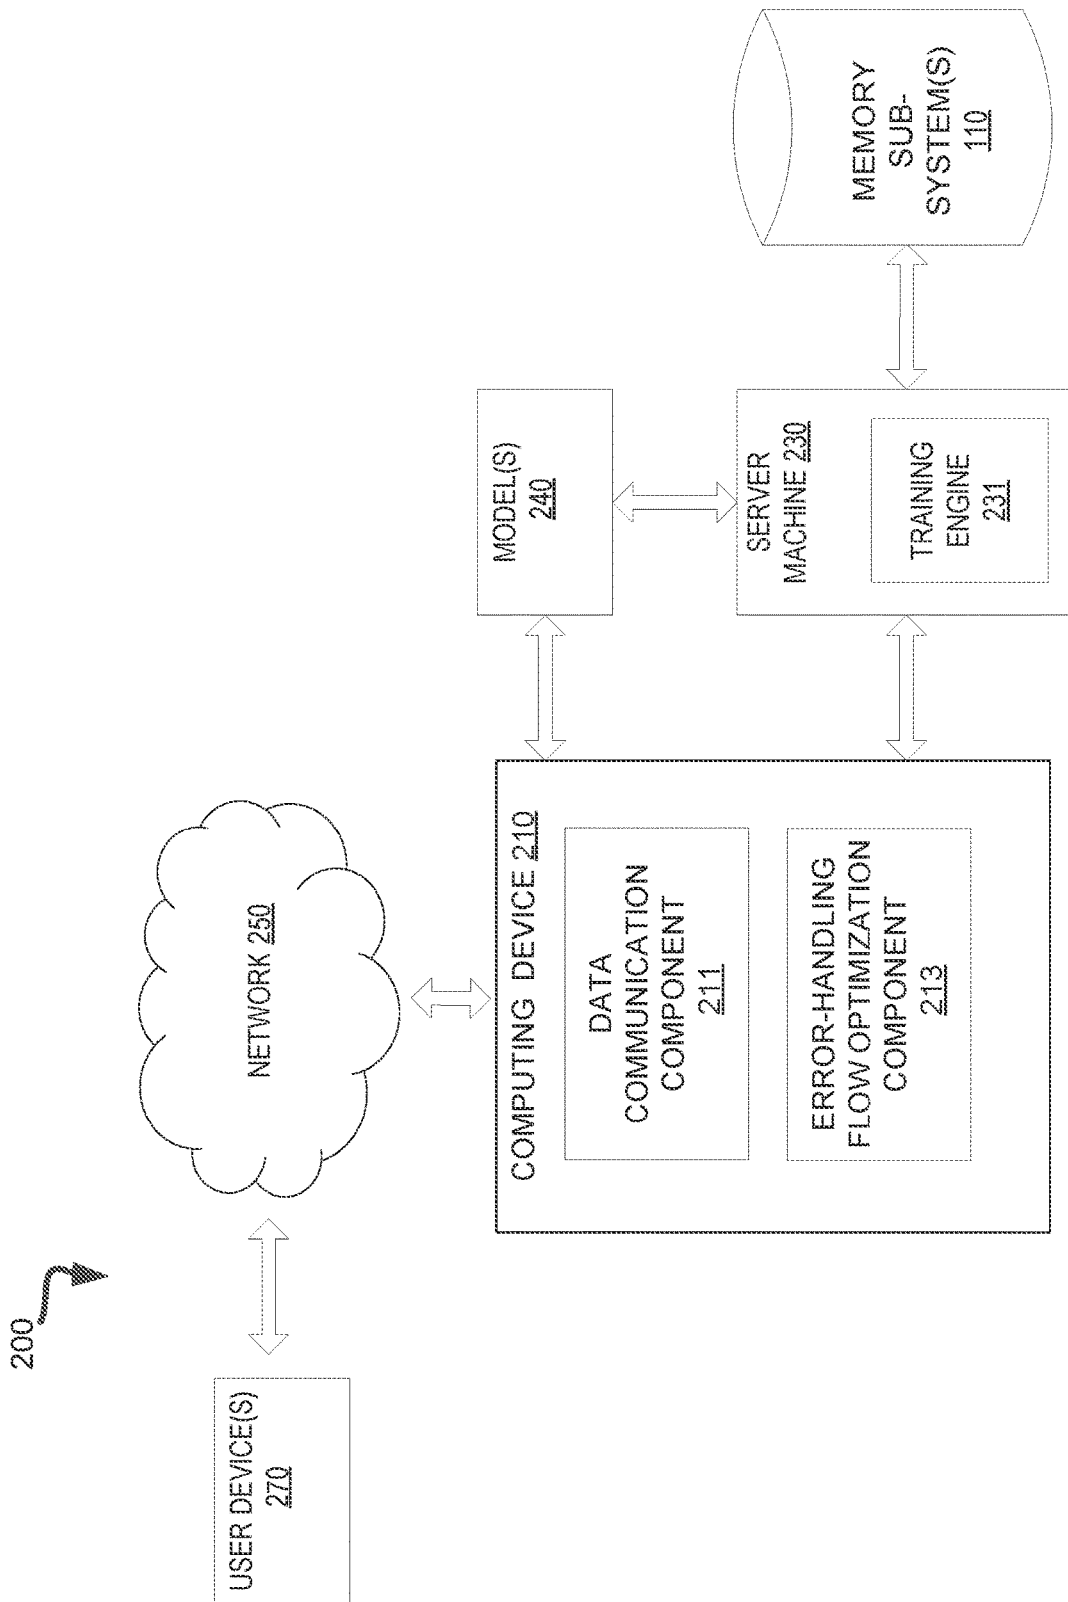 200
USER DEVICE(S)
270
NETWORK 250
COMPUTING DEVICE 210
DATA
COMMUNICATION
COMPONENT
211
ERROR-HANDLING
FLOW OPTIMIZATION
COMPONENT
213
MODEL(S)
240
SERVER
MACHINE 230
TRAINING
ENGINE
231
MEMORY
SUB-
SYSTEM(S)
110